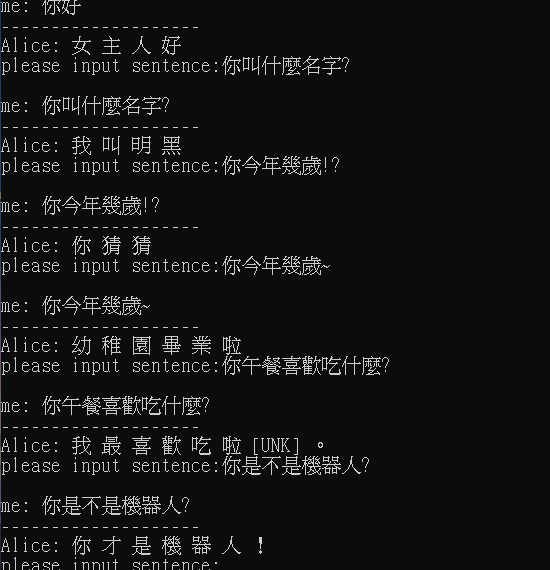 me: 你好
-------------------
Alice: 女 主 人 好
please input sentence:你叫什麼名字?
me: 你叫什麼名字?
-------------------
Alice: 我 叫 明 黑
please input sentence:你今年幾歲!?
me: 你今年幾歲!?
-------------------
Alice: 你 猜 猜
please input sentence:你今年幾歲~
me: 你今年幾歲~
-------------------
Alice: 幼 稚 園 畢 業 啦
please input sentence:你午餐喜歡吃什麼?
me: 你午餐喜歡吃什麼?
-------------------
Alice: 我 最 喜 歡 吃 啦 [UNK] 。
please input sentence:你是不是機器人?
me: 你是不是機器人?
-------------------
Alice: 你 才 是 機 器 人 ！
please input sentence: